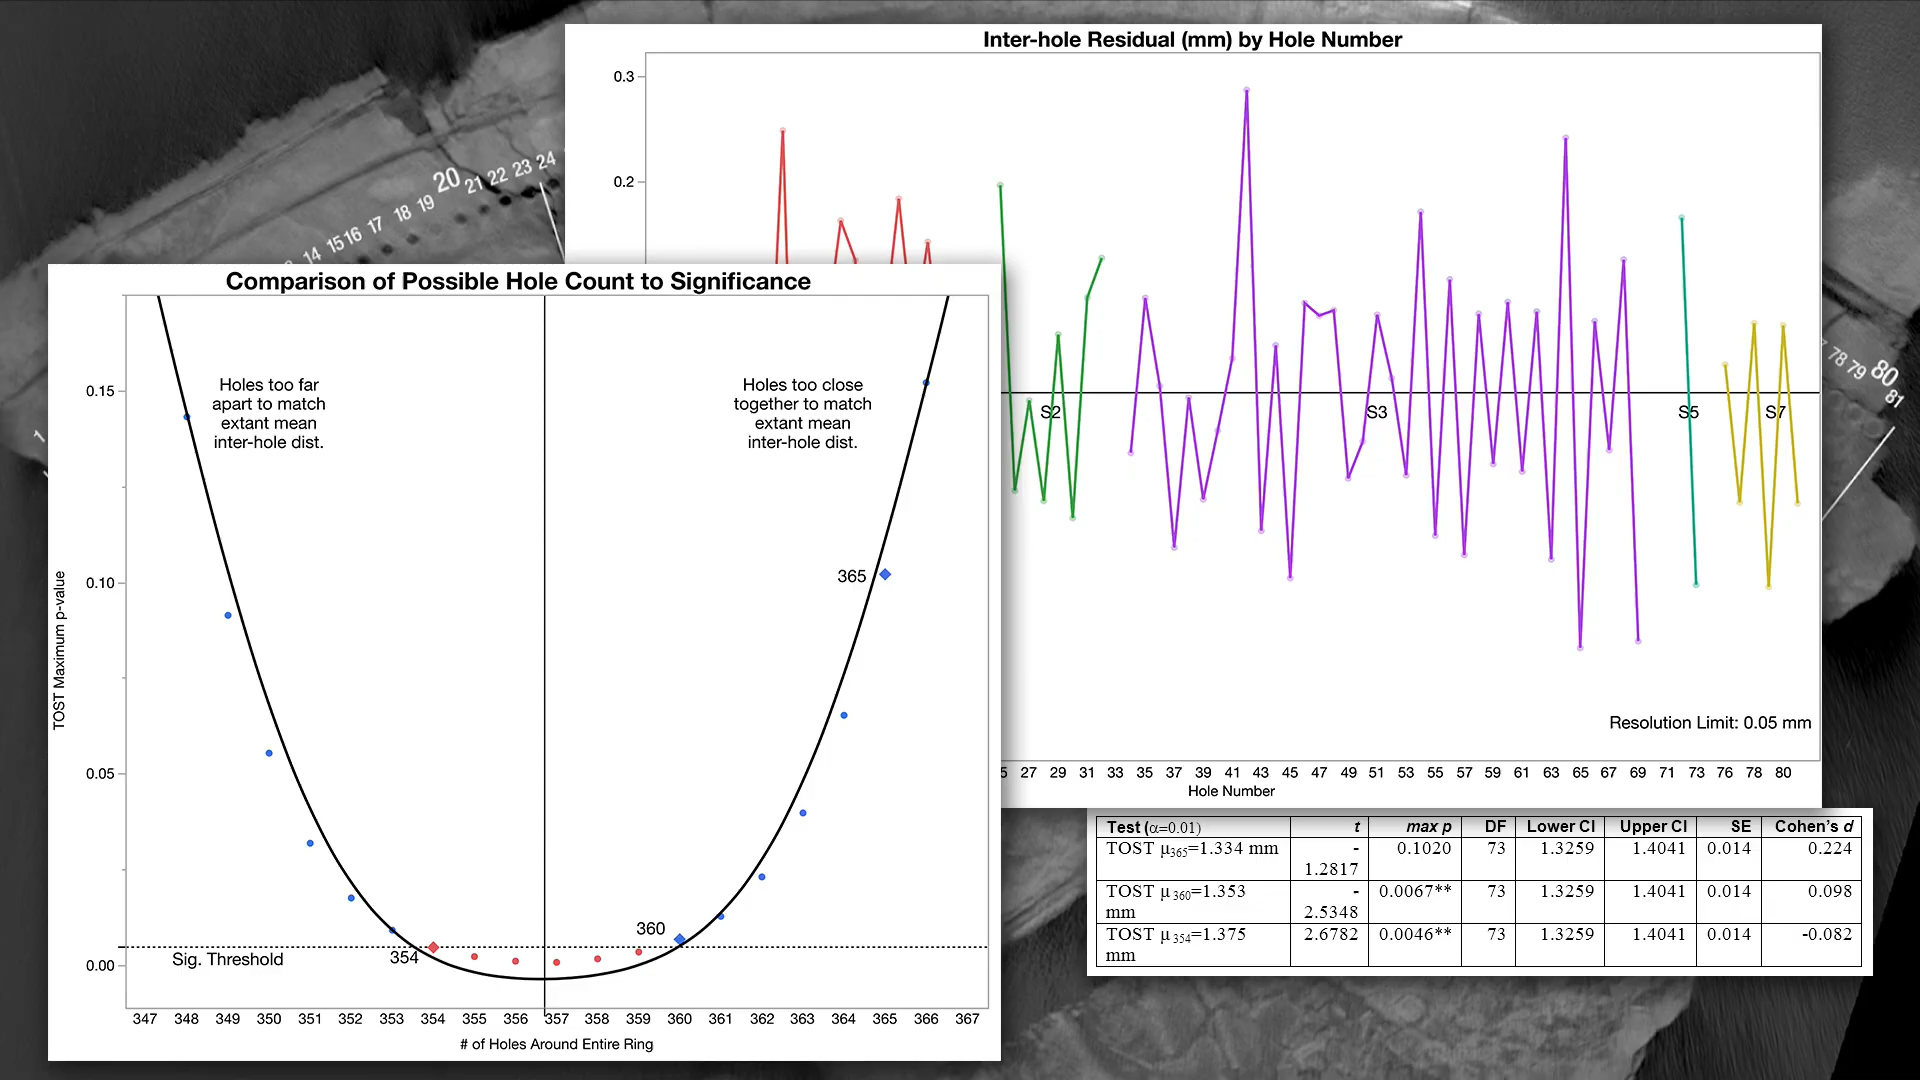 Inter-hole Residual (mm) by Hole Number
0.3
0.2
S2
S3
S5
S7
Resolution Limit: 0.05 mm
27 29 31 33 35 37 39 41 43 45 47 49 51 53 55 57 59 61 63 65 67 69 71 73 76 78 80
Hole Number
1
14 15 16 17 18 19 20 21 22 23 24
78 79 80 81
Comparison of Possible Hole Count to Significance
Holes too far
apart to match
extant mean
inter-hole dist.
Holes too close
together to match
extant mean
inter-hole dist.
0.15
0.10
0.05
0.00
TOST Maximum p-value
365
360
354
Sig. Threshold
347 348 349 350 351 352 353 354 355 356 357 358 359 360 361 362 363 364 365 366 367
# of Holes Around Entire Ring
Test (α=0.01) t max p DF Lower CI Upper CI SE Cohen's d
TOST μ365=1.334 mm -1.2817 0.1020 73 1.3259 1.4041 0.014 0.224
TOST μ360=1.353 mm -2.5348 0.0067** 73 1.3259 1.4041 0.014 0.098
TOST μ354=1.375 mm 2.6782 0.0046** 73 1.3259 1.4041 0.014 -0.082